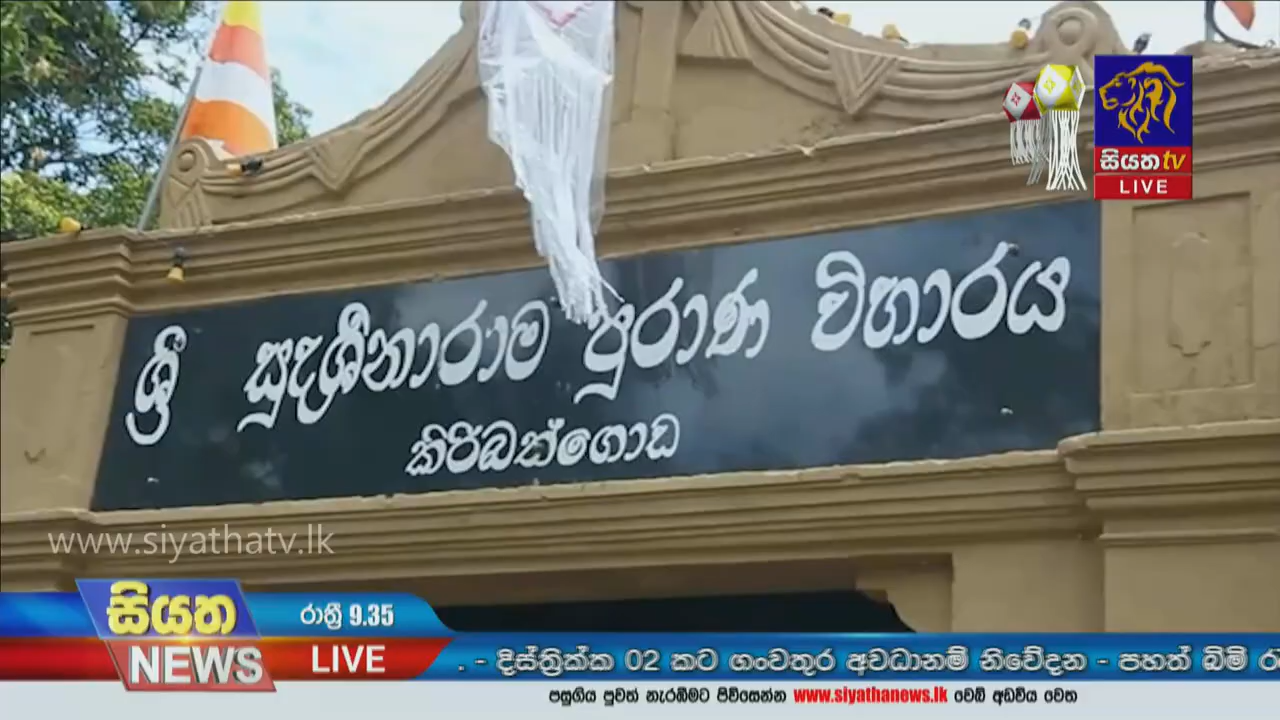 සියත tv
LIVE
ශ්‍රී සුදර්ශනාරාම පුරාණ විහාරය
කිරිබත්ගොඩ
www.siyathatv.lk
සියත
NEWS
රාත්‍රී 9.35
LIVE
. - දිස්ත්‍රික්ක 02 කට ගංවතුර අවධානම් නිවේදන - පහත් බිම්
පසුගිය පුවත් නැරඹීමට පිවිසෙන්න www.siyathanews.lk වෙබ් අඩවිය වෙත